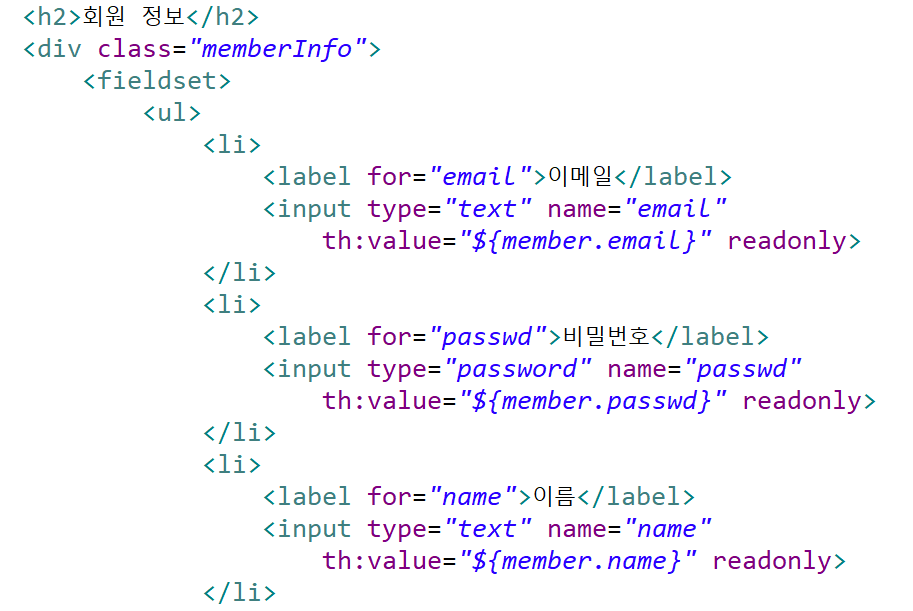 <h2>회원 정보</h2>
<div class="memberInfo">
<fieldset>
<ul>
<li>
<label for="email">이메일</label>
<input type="text" name="email"
th:value="${member.email}" readonly>
</li>
<li>
<label for="passwd">비밀번호</label>
<input type="password" name="passwd"
th:value="${member.passwd}" readonly>
</li>
<li>
<label for="name">이름</label>
<input type="text" name="name"
th:value="${member.name}" readonly>
</li>